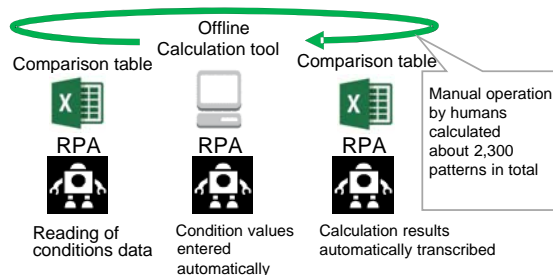 Offline
Calculation tool
Comparison table
Comparison table
Manual operation
by humans
calculated
about 2,300
patterns in total
X
X
RPA
RPA
RPA
Reading of
conditions data
Condition values
entered
automatically
Calculation results
automatically transcribed